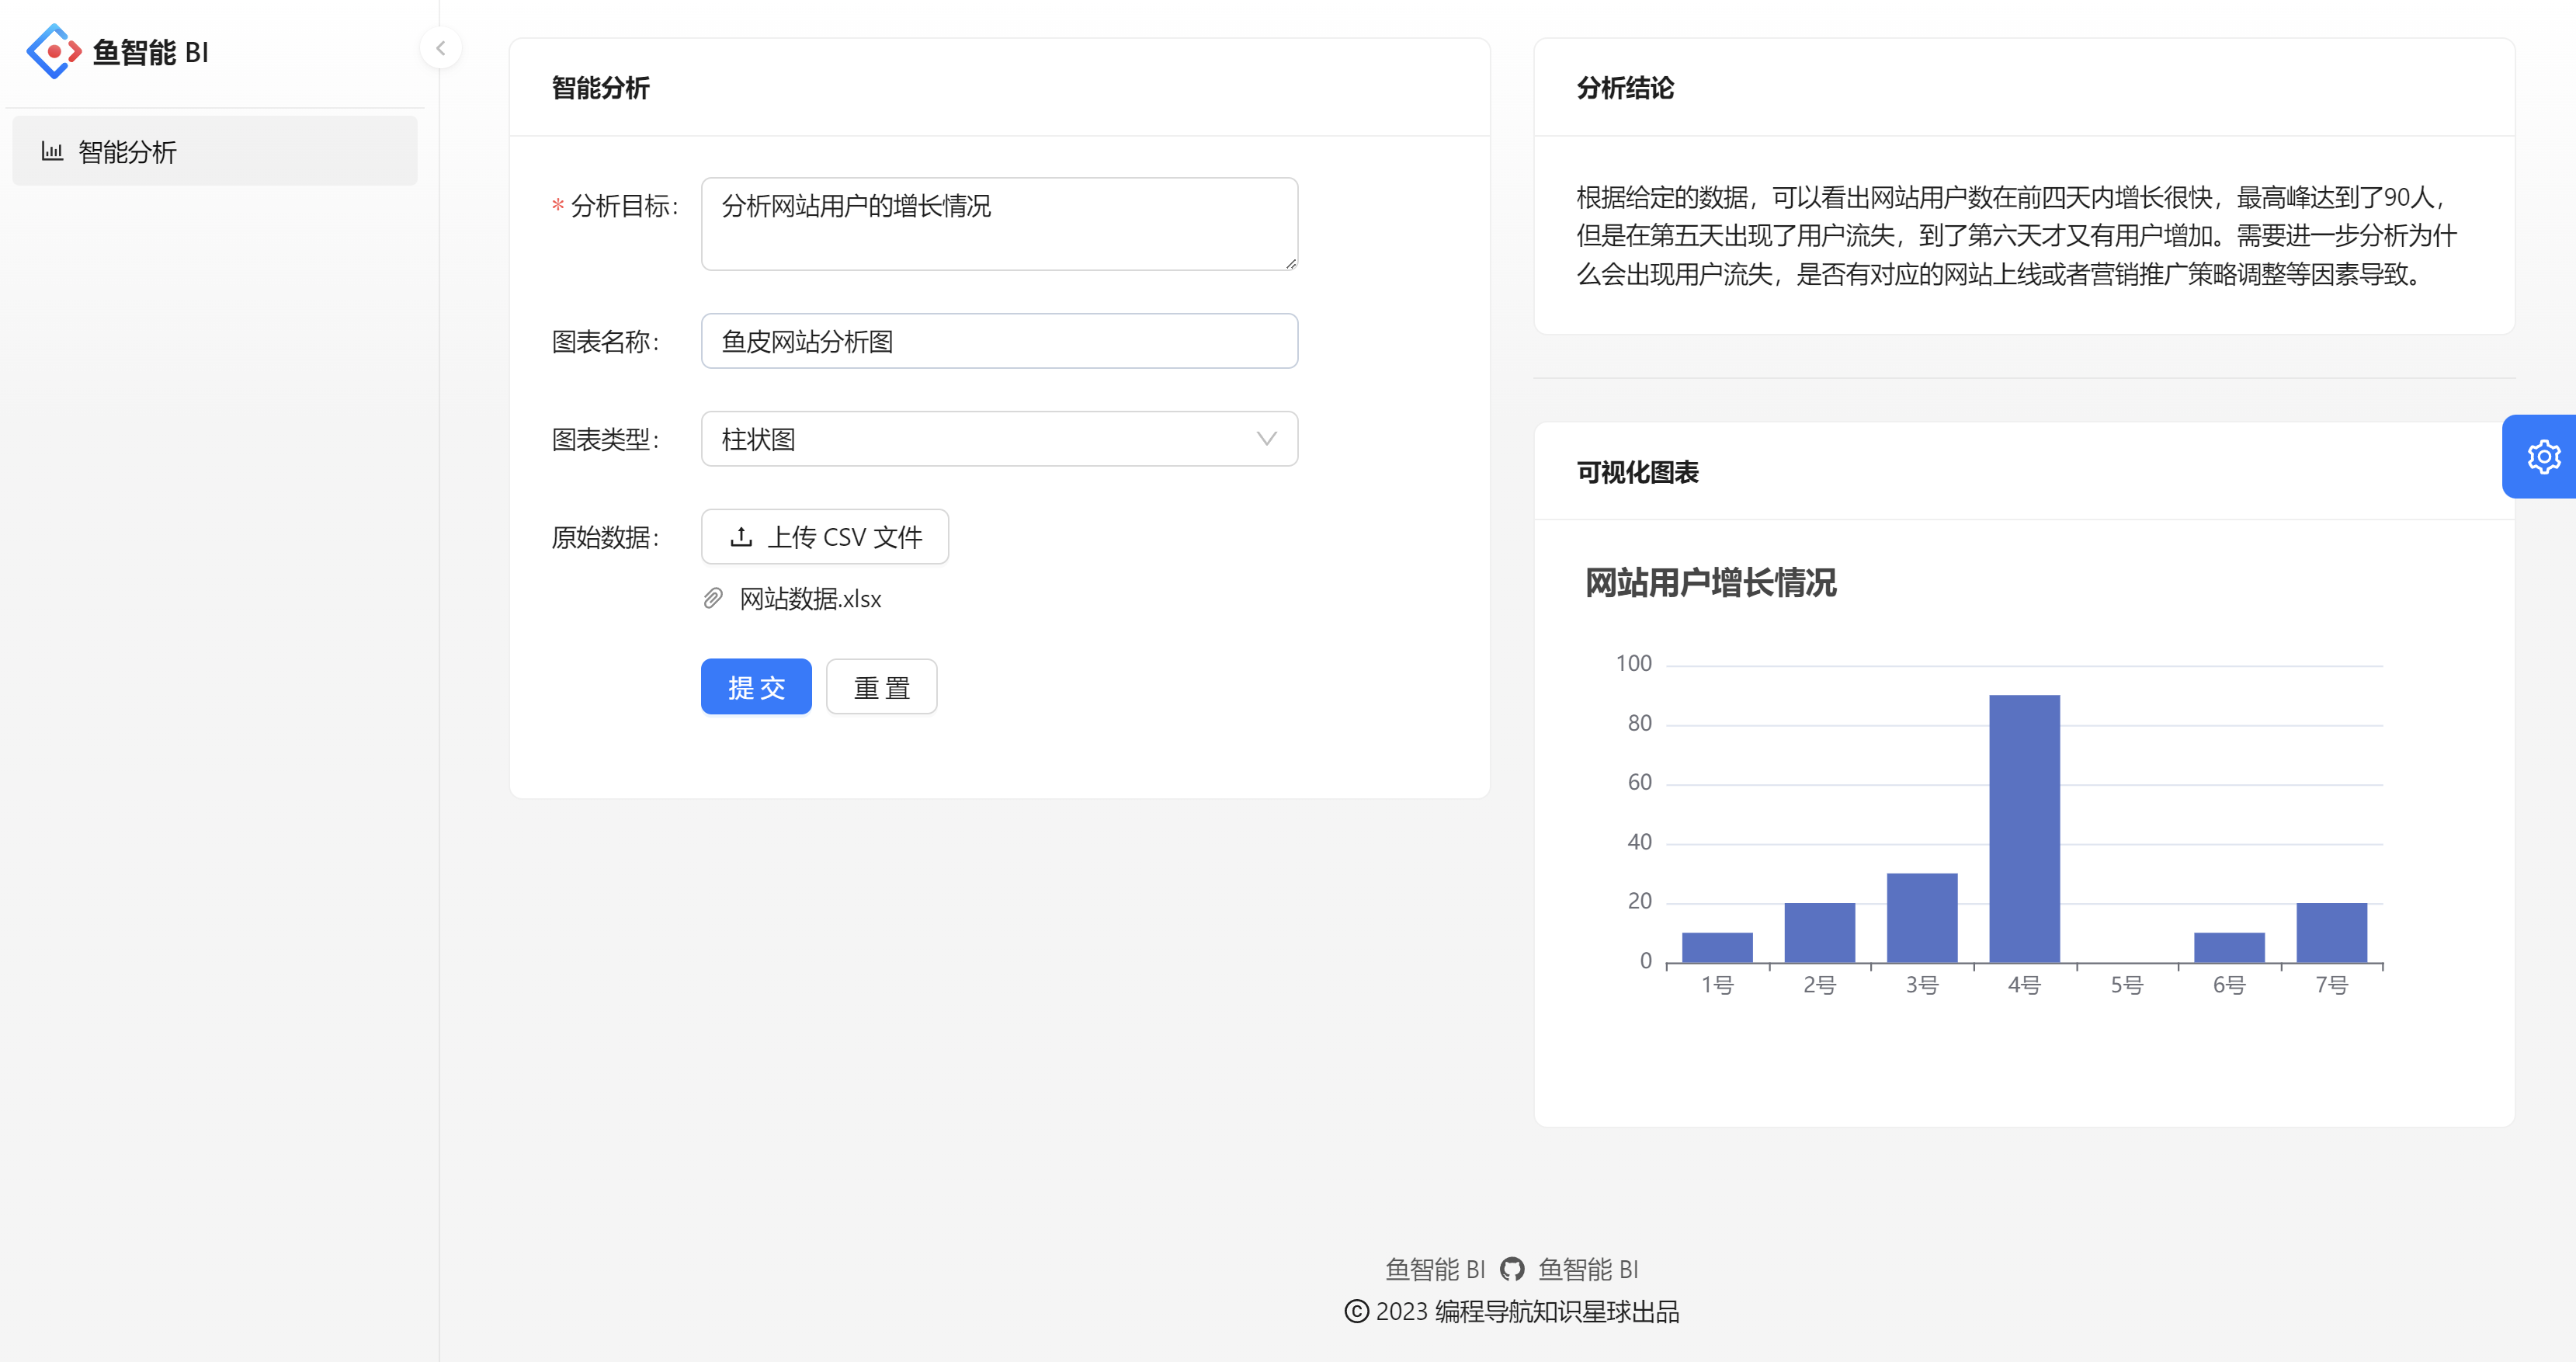 鱼智能 BI
智能分析
智能分析
* 分析目标：
分析网站用户的增长情况
图表名称：
鱼皮网站分析图
图表类型：
柱状图
原始数据：
上传 CSV 文件
网站数据.xlsx
提 交
重 置
分析结论
根据给定的数据，可以看出网站用户数在前四天内增长很快，最高峰达到了90人，
但是在第五天出现了用户流失，到了第六天才又有用户增加。需要进一步分析为什
么会出现用户流失，是否有对应的网站上线或者营销推广策略调整等因素导致。
可视化图表
网站用户增长情况
100
80
60
40
20
0
1号 2号 3号 4号 5号 6号 7号
鱼智能 BI 鱼智能 BI
© 2023 编程导航知识星球出品